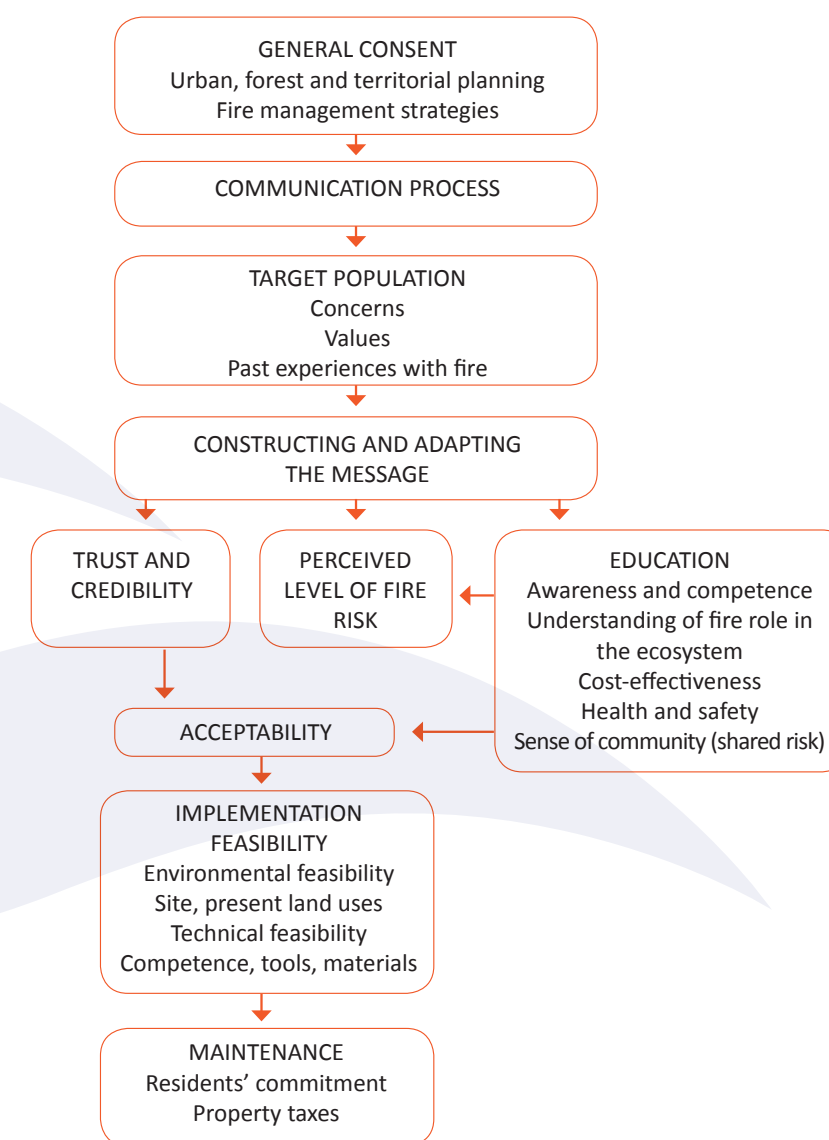 GENERAL CONSENT
Urban, forest and territorial planning
Fire management strategies
COMMUNICATION PROCESS
TARGET POPULATION
Concerns
Values
Past experiences with fire
CONSTRUCTING AND ADAPTING
THE MESSAGE
TRUST AND
CREDIBILITY
PERCEIVED
LEVEL OF FIRE
RISK
EDUCATION
Awareness and competence
Understanding of fire role in
the ecosystem
Cost-effectiveness
Health and safety
Sense of community (shared risk)
ACCEPTABILITY
IMPLEMENTATION
FEASIBILITY
Environmental feasibility
Site, present land uses
Technical feasibility
Competence, tools, materials
MAINTENANCE
Residents’ commitment
Property taxes